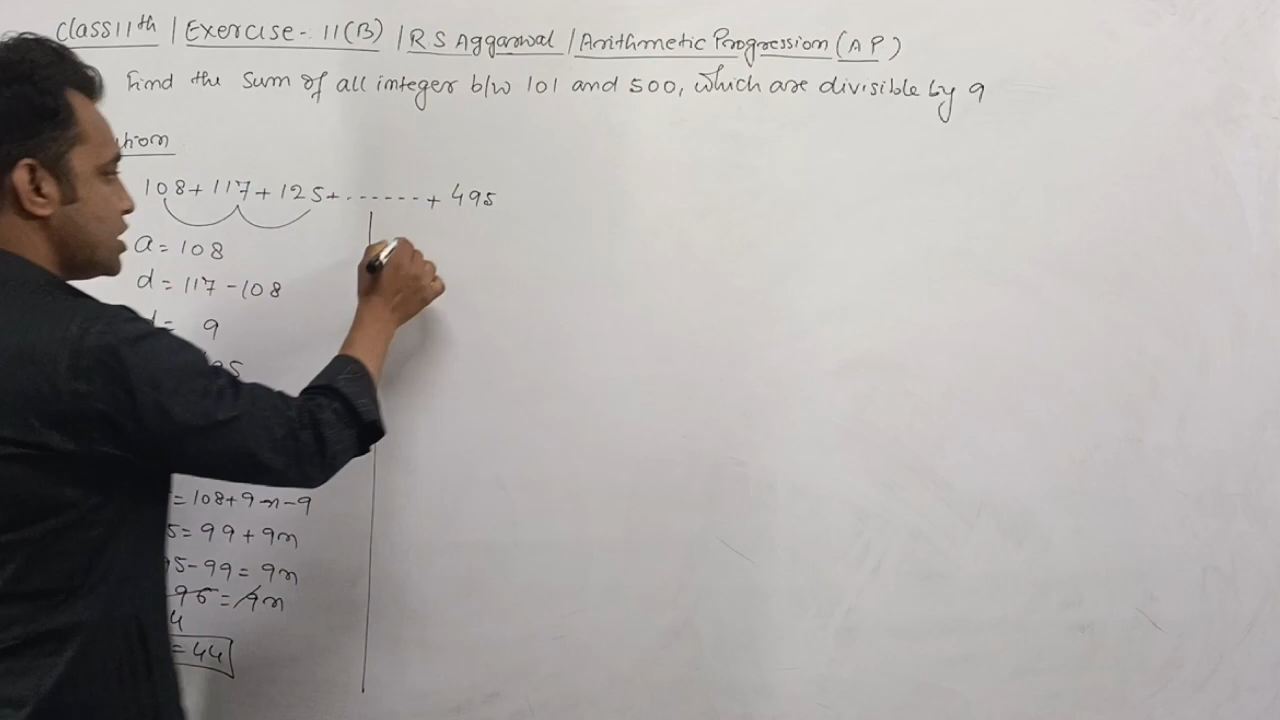 Class 11th / Exercise - 11(B) / R S Aggarwal / Arithmetic Progression (A P)
Find the sum of all integer b/w 101 and 500, which are divisible by 9
108 + 117 + 125 + ....... + 495
a = 108
d = 117 - 108
= 9
= 108 + 9n - 9
5 = 99 + 9n
95 - 99 = 9n
96 = 9n
4
= 44